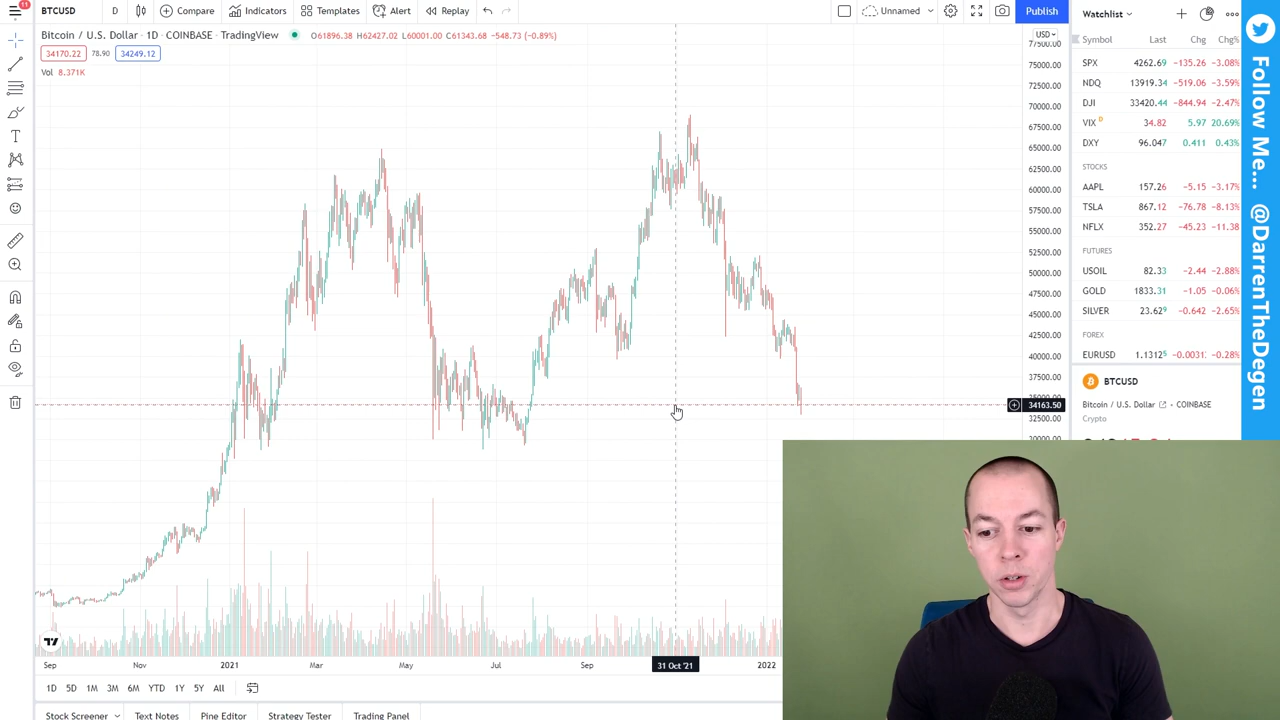 11
BTCUSD D Compare Indicators Templates Alert Replay Unnamed Publish
Bitcoin / U.S. Dollar · 1D · COINBASE · TradingView O61896.38 H62427.02 L60001.00 C61343.68 −548.73 (−0.89%)
34170.22 78.90 34249.12
Vol 8.371K
USD
77500.00
75000.00
72500.00
70000.00
67500.00
65000.00
62500.00
60000.00
57500.00
55000.00
52500.00
50000.00
47500.00
45000.00
42500.00
40000.00
37500.00
35000.00
34163.50
32500.00
30000.00
Sep Nov 2021 Mar May Jul Sep 31 Oct '21 2022
1D 5D 1M 3M 6M YTD 1Y 5Y All
Stock Screener Text Notes Pine Editor Strategy Tester Trading Panel
Watchlist
Symbol Last Chg Chg%
SPX 4262.69 −135.26 −3.08%
NDQ 13919.34 −519.06 −3.59%
DJI 33420.44 −844.94 −2.47%
VIX D 34.82 5.97 20.69%
DXY 96.047 0.411 0.43%
STOCKS
AAPL 157.26 −5.15 −3.17%
TSLA 867.12 −76.78 −8.13%
NFLX 352.27 −45.23 −11.38
FUTURES
USOIL 82.33 −2.44 −2.88%
GOLD 1833.31 −1.05 −0.06%
SILVER 23.629 −0.642 −2.65%
FOREX
EURUSD 1.13125 −0.0031 −0.28%
BTCUSD
Bitcoin / U.S. Dollar • COINBASE
Crypto
Follow Me... @DarrenTheDegen